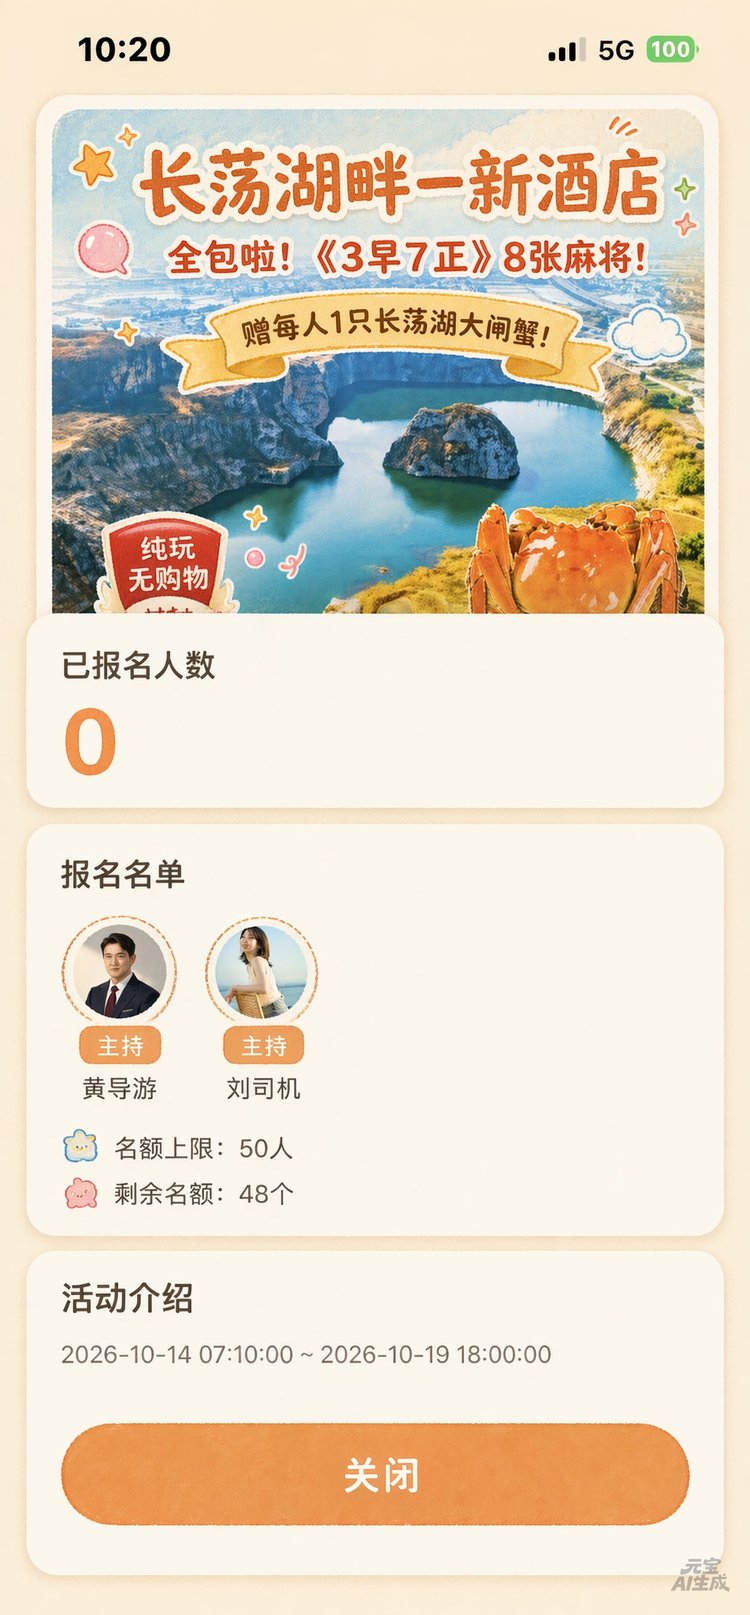 10:20
5G
100
长荡湖畔一新酒店
全包啦！《3早7正》8张麻将！
赠每人1只长荡湖大闸蟹！
纯玩
无购物
已报名人数
0
报名名单
主持
主持
黄导游
刘司机
名额上限：50人
剩余名额：48个
活动介绍
2026-10-14 07:10:00 ~ 2026-10-19 18:00:00
关闭
元宝
AI生成